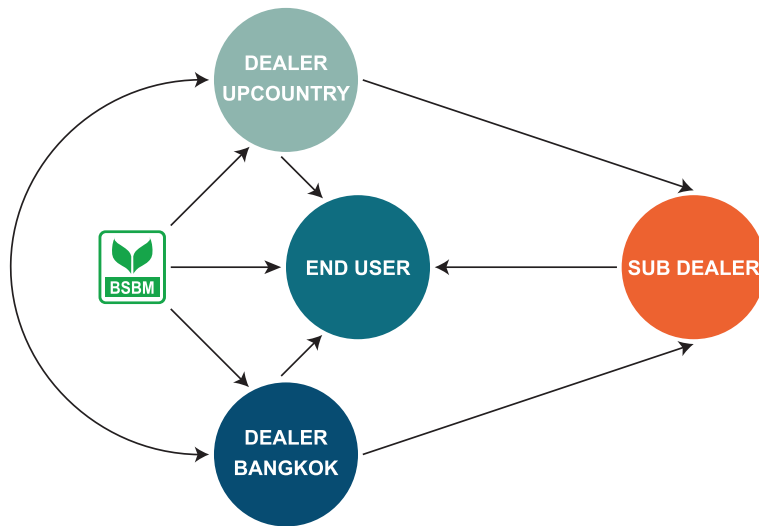 DEALER
UPCOUNTRY
BSBM
END USER
SUB DEALER
DEALER
BANGKOK